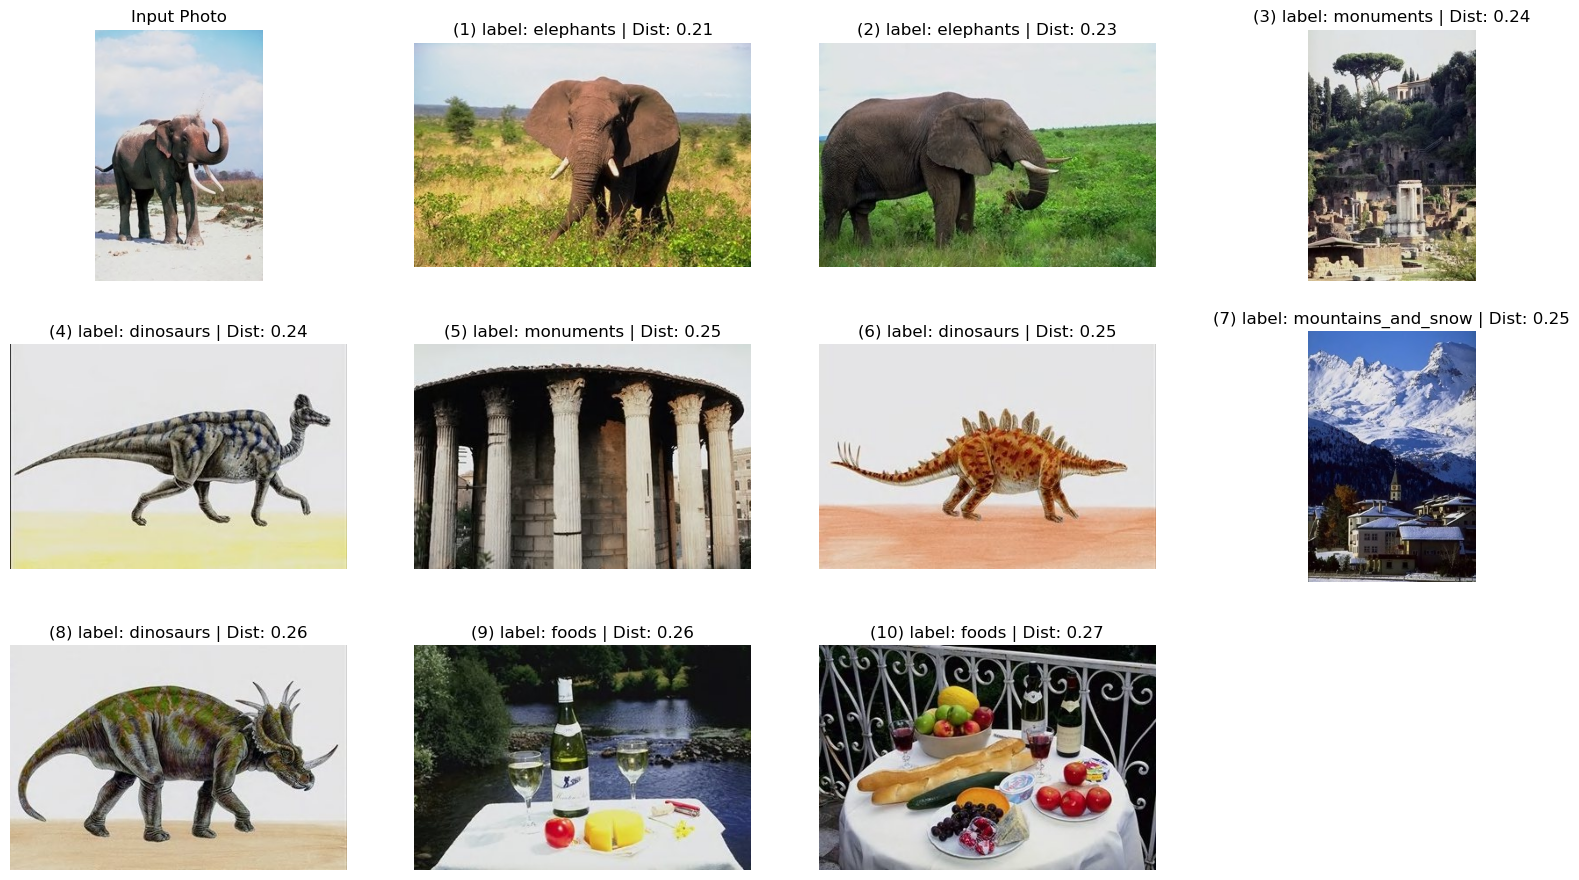 Input Photo
(1) label: elephants | Dist: 0.21
(2) label: elephants | Dist: 0.23
(3) label: monuments | Dist: 0.24
(4) label: dinosaurs | Dist: 0.24
(5) label: monuments | Dist: 0.25
(6) label: dinosaurs | Dist: 0.25
(7) label: mountains_and_snow | Dist: 0.25
(8) label: dinosaurs | Dist: 0.26
(9) label: foods | Dist: 0.26
(10) label: foods | Dist: 0.27